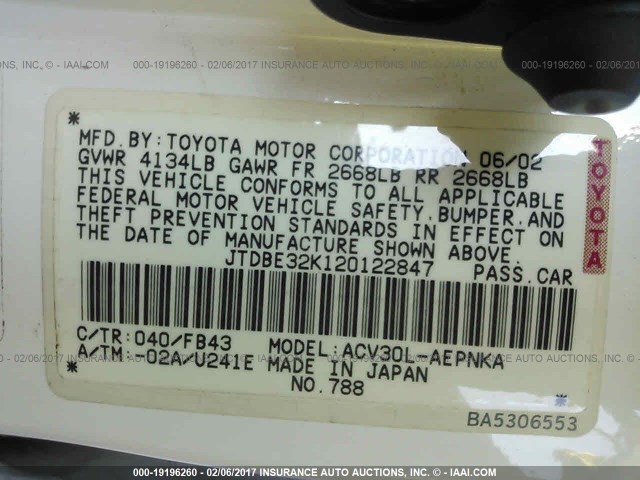 000-19196260 - 02/06/2017 INSURANCE AUTO AUCTIONS, INC. © - IAAI.COM
*
MFD.BY:TOYOTA MOTOR CORPORATION 06/02
GVWR 4134LB GAWR FR 2668LB RR 2668LB
THIS VEHICLE CONFORMS TO ALL APPLICABLE
FEDERAL MOTOR VEHICLE SAFETY,BUMPER,AND
THEFT PREVENTION STANDARDS IN EFFECT ON
THE DATE OF MANUFACTURE SHOWN ABOVE.
JTDBE32K120122847 PASS.CAR
TOYOTA
*
C/TR:040/FB43 MODEL:ACV30L-AEPNKA
A/TM:-02A/U241E MADE IN JAPAN
*
NO.788
BA5306553
000-19196260 - 02/06/2017 INSURANCE AUTO AUCTIONS, INC. © - IAAI.COM
000-19196260 - 02/06/2017 INSURANCE AUTO AUCTIONS, INC. © - IAAI.COM